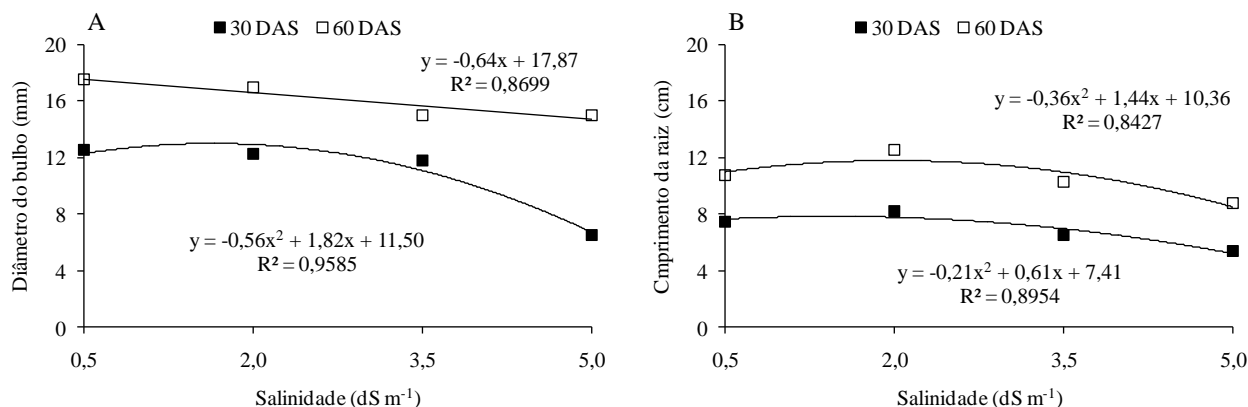 A
■ 30 DAS □ 60 DAS
Diâmetro do bulbo (mm)
20
16
12
8
4
0
y = -0,64x + 17,87
R² = 0,8699
y = -0,56x² + 1,82x + 11,50
R² = 0,9585
0,5 2,0 3,5 5,0
Salinidade (dS m⁻¹)
B
■ 30 DAS □ 60 DAS
Cmprimento da raiz (cm)
20
16
12
8
4
0
y = -0,36x² + 1,44x + 10,36
R² = 0,8427
y = -0,21x² + 0,61x + 7,41
R² = 0,8954
0,5 2,0 3,5 5,0
Salinidade (dS m⁻¹)